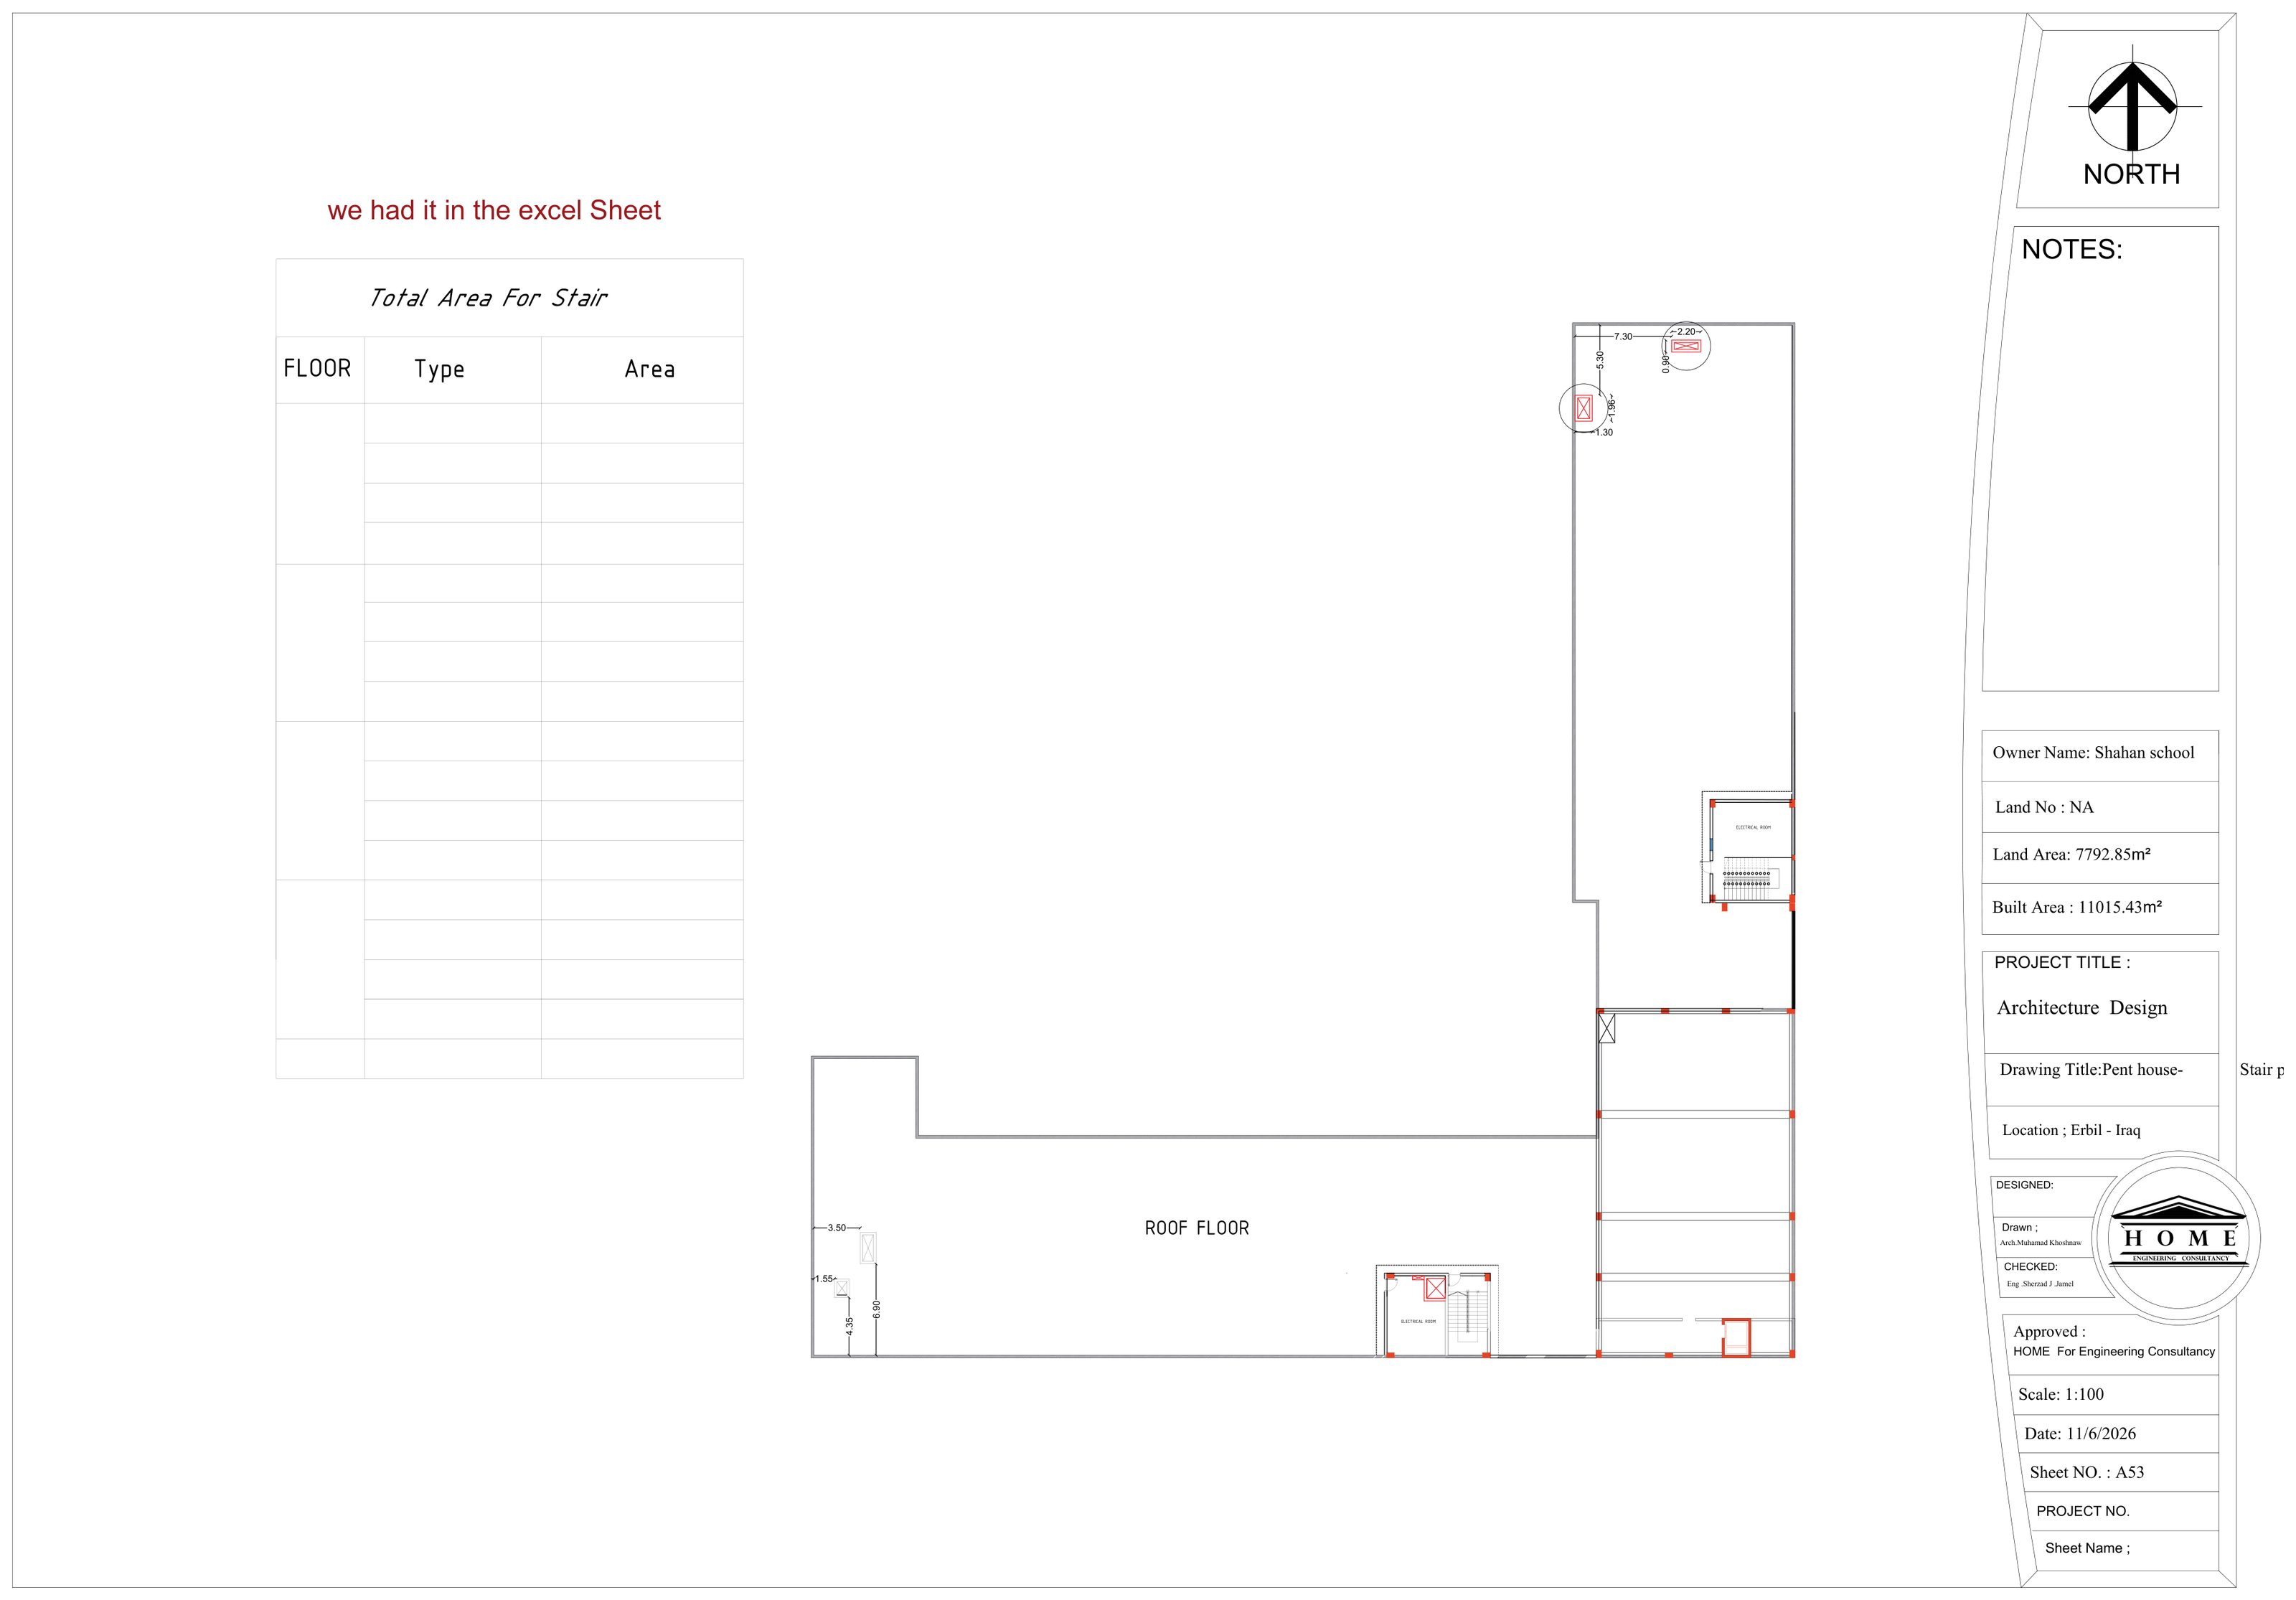 we had it in the excel Sheet
Total Area For Stair
FLOOR Type Area
7.30
2.20
5.30
0.90
1.96
1.30
ELECTRICAL ROOM
ROOF FLOOR
3.50
1.55
6.90
4.35
ELECTRICAL ROOM
NORTH
NOTES:
Owner Name: Shahan school
Land No : NA
Land Area: 7792.85m²
Built Area : 11015.43m²
PROJECT TITLE :
Architecture Design
Drawing Title:Pent house- Stair p
Location ; Erbil - Iraq
DESIGNED:
Drawn ;
Arch.Muhamad Khoshnaw
CHECKED:
Eng .Sherzad J .Jamel
HOME
ENGINEERING CONSULTANCY
Approved :
HOME For Engineering Consultancy
Scale: 1:100
Date: 11/6/2026
Sheet NO. : A53
PROJECT NO.
Sheet Name ;